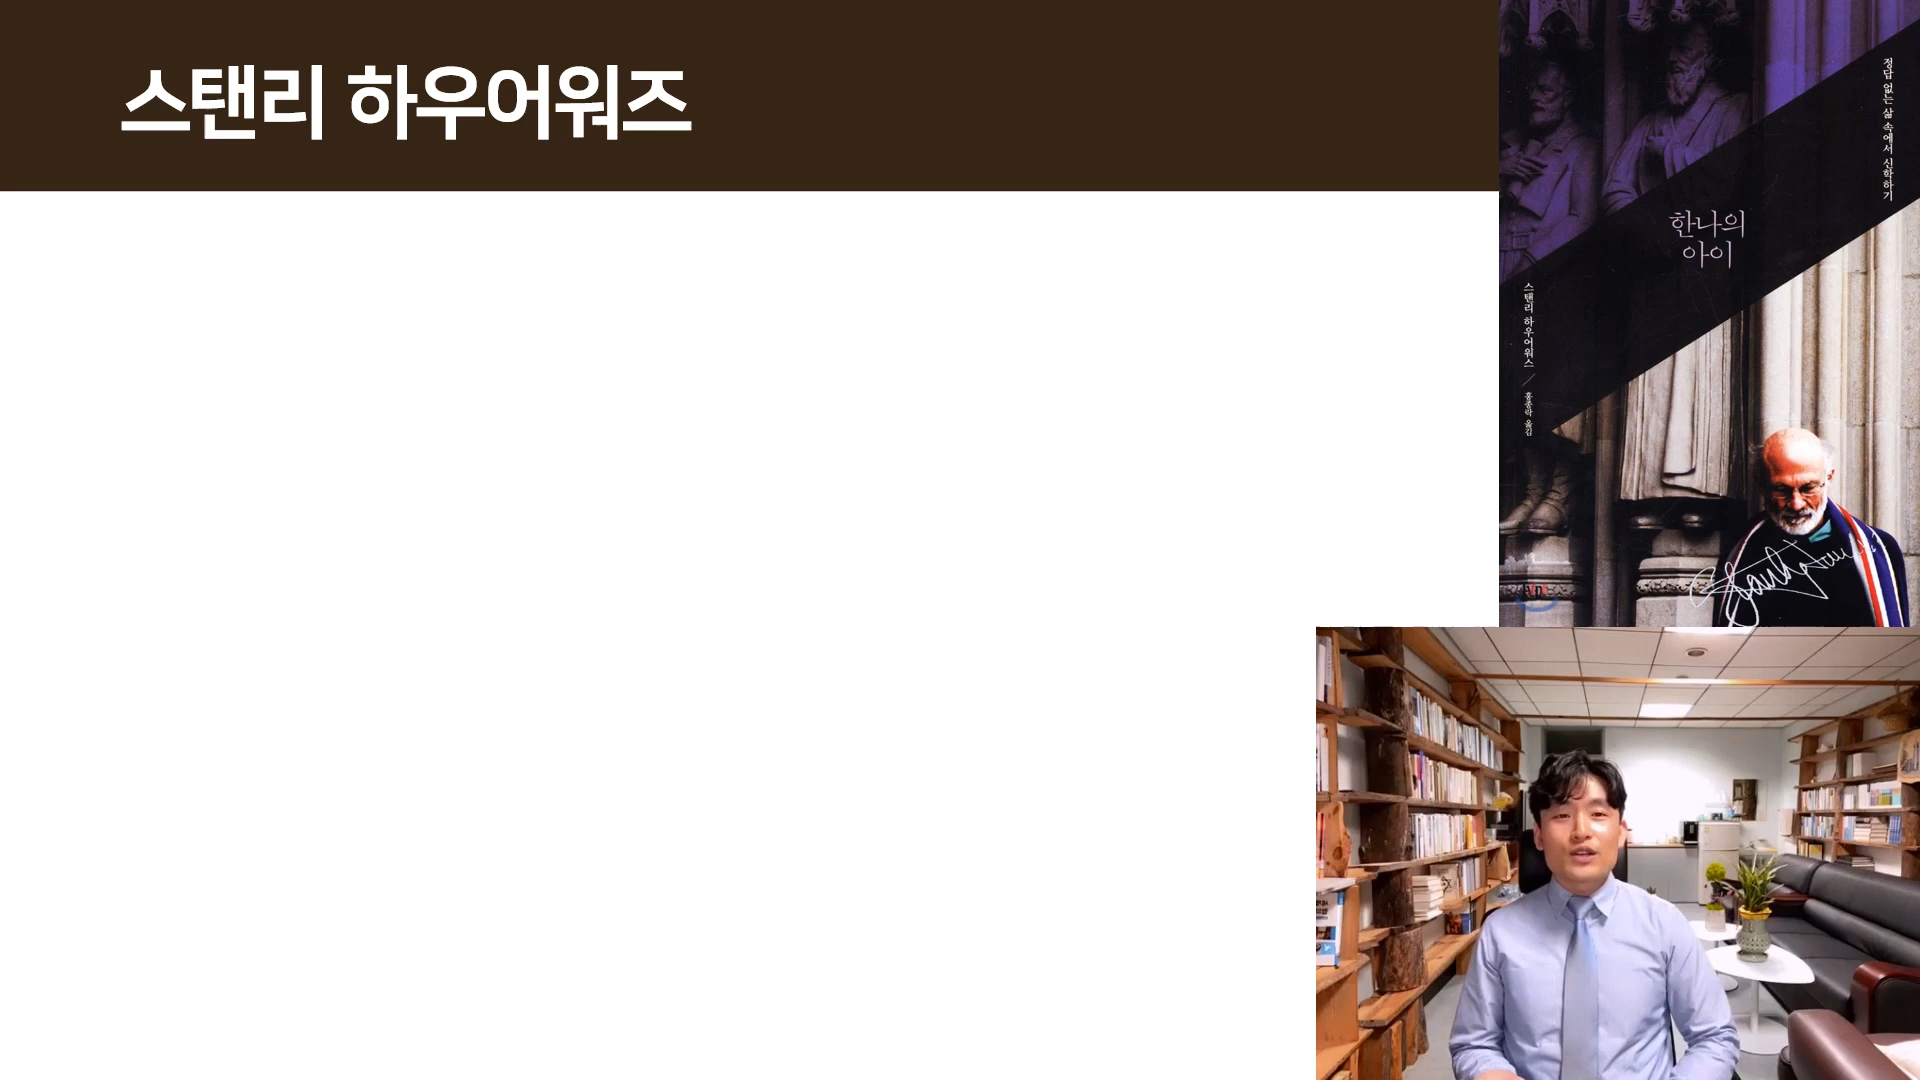 스탠리 하우어워즈
정답 없는 삶 속에서 신학하기
한나의
아이
스탠리 하우어워스 / 홍종락 옮김